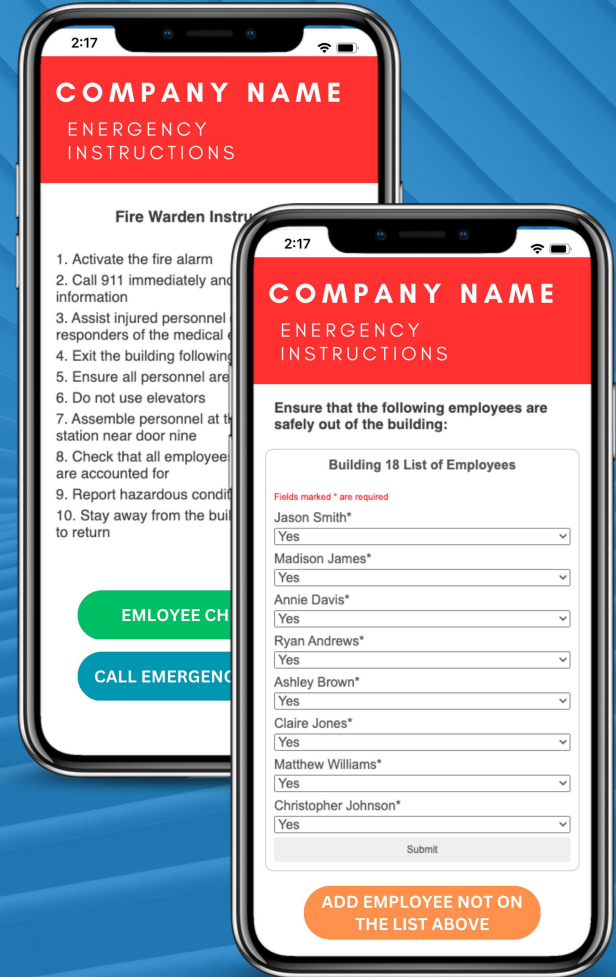 2:17
COMPANY NAME
ENERGENCY
INSTRUCTIONS
Fire Warden
1. Activate the fire alarm
2. Call 911 immediately and
information
3. Assist injured personnel
responders of the medical
4. Exit the building following
5. Ensure all personnel are
6. Do not use elevators
7. Assemble personnel at
station near door nine
8. Check that all
are accounted for
9. Report hazardous
10. Stay away from the
to return
EMLOYEE
CALL
2:17
COMPANY NAME
ENERGENCY
INSTRUCTIONS
Ensure that the following employees are
safely out of the building:
Building 18 List of Employees
Fields marked * are required
Jason Smith*
Yes
Madison James*
Yes
Annie Davis*
Yes
Ryan Andrews*
Yes
Ashley Brown*
Yes
Claire Jones*
Yes
Matthew Williams*
Yes
Christopher Johnson*
Yes
Submit
ADD EMPLOYEE NOT ON
THE LIST ABOVE